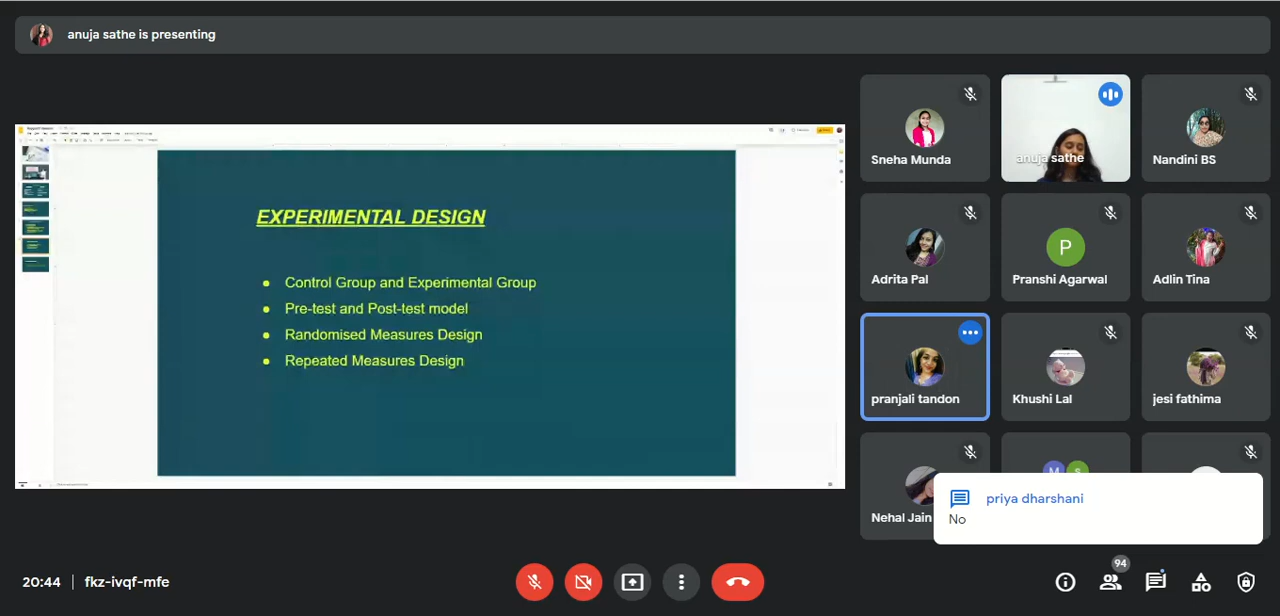 anuja sathe is presenting
EXPERIMENTAL DESIGN
Control Group and Experimental Group
Pre-test and Post-test model
Randomised Measures Design
Repeated Measures Design
Sneha Munda
anuja sathe
Nandini BS
Adrita Pal
P
Pranshi Agarwal
Adlin Tina
pranjali tandon
Khushi Lal
jesi fathima
Nehal Jain
M
S
priya dharshani
No
20:44 | fkz-ivqf-mfe
94